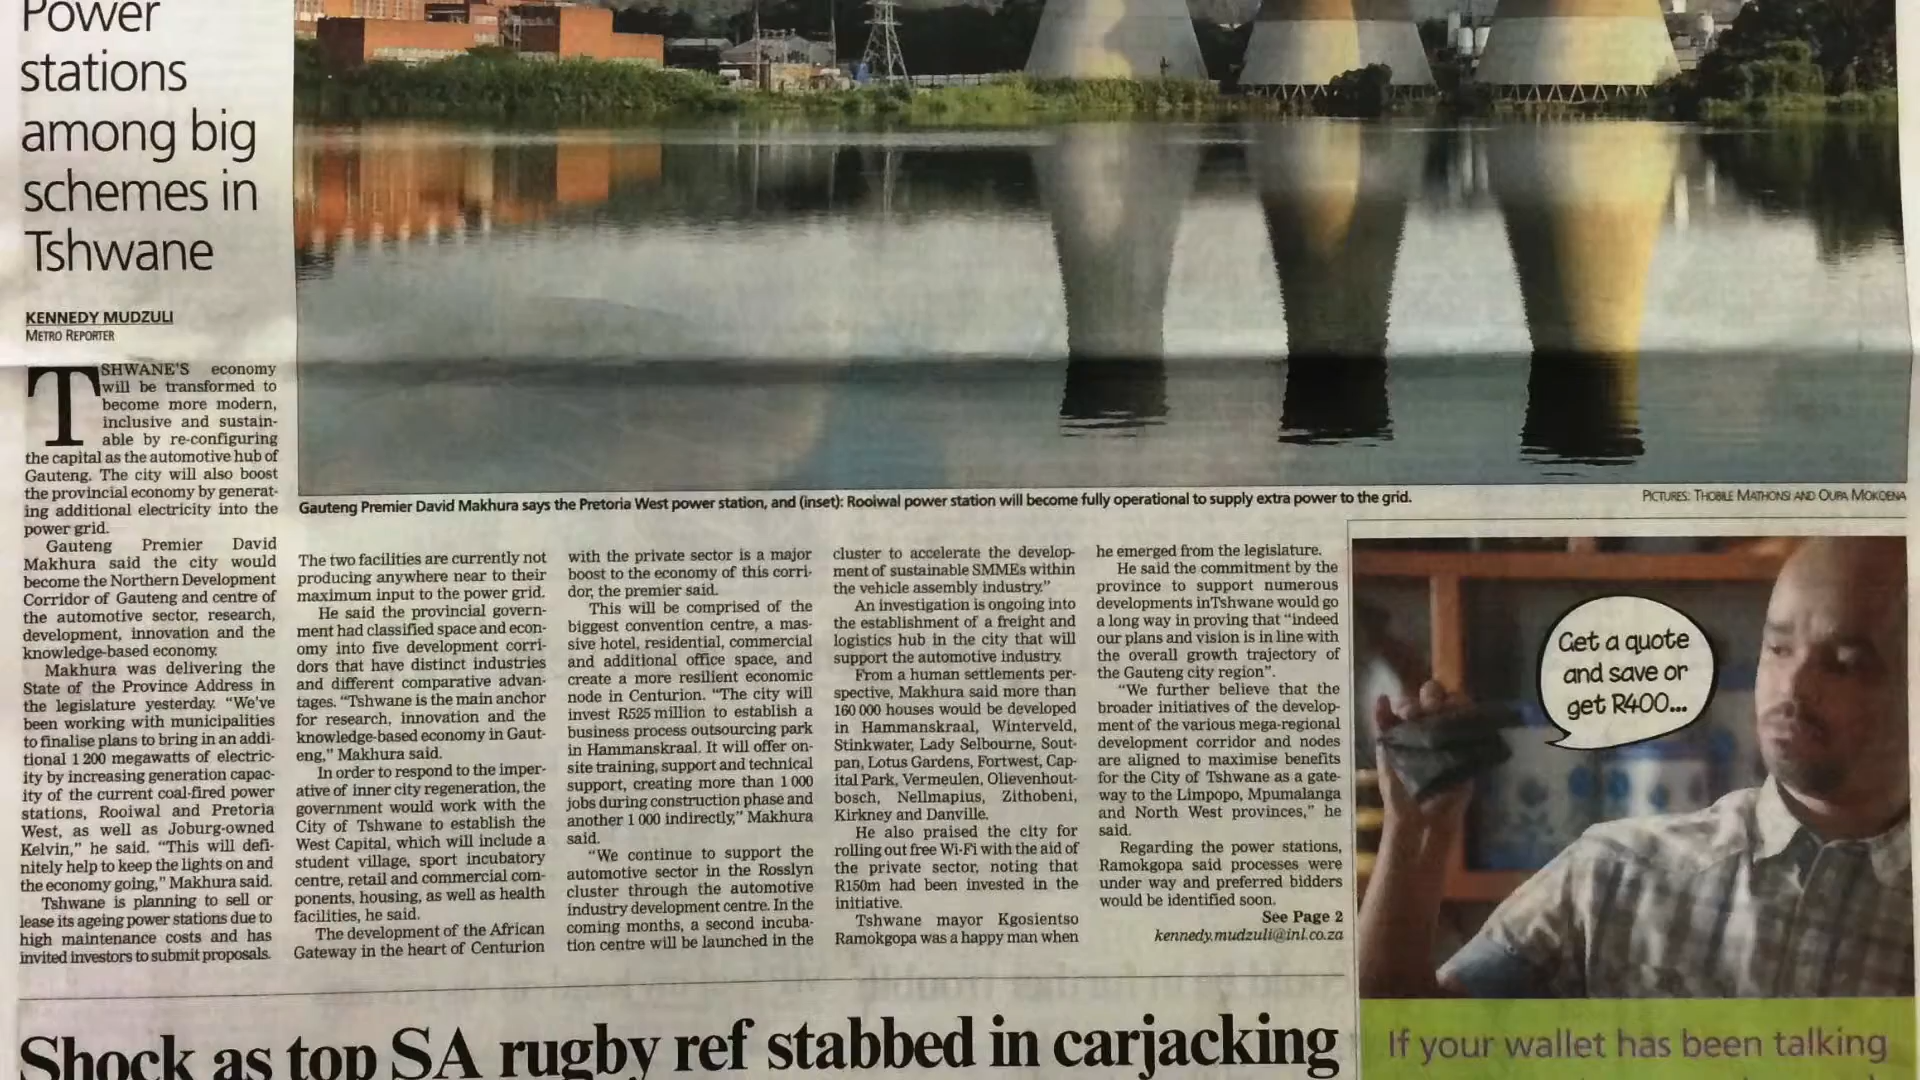 Power
stations
among big
schemes in
Tshwane
KENNEDY MUDZULI
METRO REPORTER
TSHWANE'S economy
will be transformed to
become more modern,
inclusive and sustain-
able by re-configuring
the capital as the automotive hub of
Gauteng. The city will also boost
the provincial economy by generat-
ing additional electricity into the
power grid.
Gauteng Premier David
Makhura said the city would
become the Northern Development
Corridor of Gauteng and centre of
the automotive sector, research,
development, innovation and the
knowledge-based economy.
Makhura was delivering the
State of the Province Address in
the legislature yesterday. "We've
been working with municipalities
to finalise plans to bring in an addi-
tional 1 200 megawatts of electric-
ity by increasing generation capac-
ity of the current coal-fired power
stations, Rooiwal and Pretoria
West, as well as Joburg-owned
Kelvin," he said. "This will defi-
nitely help to keep the lights on and
the economy going," Makhura said.
Tshwane is planning to sell or
lease its ageing power stations due to
high maintenance costs and has
invited investors to submit proposals.
Gauteng Premier David Makhura says the Pretoria West power station, and (inset): Rooiwal power station will become fully operational to supply extra power to the grid.
PICTURES: THOBILE MATHONSI AND OUPA MOKOENA
The two facilities are currently not
producing anywhere near to their
maximum input to the power grid.
He said the provincial govern-
ment had classified space and econ-
omy into five development corri-
dors that have distinct industries
and different comparative advan-
tages. "Tshwane is the main anchor
for research, innovation and the
knowledge-based economy in Gaut-
eng," Makhura said.
In order to respond to the imper-
ative of inner city regeneration, the
government would work with the
City of Tshwane to establish the
West Capital, which will include a
student village, sport incubatory
centre, retail and commercial com-
ponents, housing, as well as health
facilities, he said.
The development of the African
Gateway in the heart of Centurion
with the private sector is a major
boost to the economy of this corri-
dor, the premier said.
This will be comprised of the
biggest convention centre, a mas-
sive hotel, residential, commercial
and additional office space, and
create a more resilient economic
node in Centurion. "The city will
invest R525 million to establish a
business process outsourcing park
in Hammanskraal. It will offer on-
site training, support and technical
support, creating more than 1 000
jobs during construction phase and
another 1 000 indirectly," Makhura
said.
"We continue to support the
automotive sector in the Rosslyn
cluster through the automotive
industry development centre. In the
coming months, a second incuba-
tion centre will be launched in the
cluster to accelerate the develop-
ment of sustainable SMMEs within
the vehicle assembly industry."
An investigation is ongoing into
the establishment of a freight and
logistics hub in the city that will
support the automotive industry.
From a human settlements per-
spective, Makhura said more than
160 000 houses would be developed
in Hammanskraal, Winterveld,
Stinkwater, Lady Selbourne, Sout-
pan, Lotus Gardens, Fortwest, Cap-
ital Park, Vermeulen, Olievenhout-
bosch, Nellmapius, Zithobeni,
Kirkney and Danville.
He also praised the city for
rolling out free Wi-Fi with the aid of
the private sector, noting that
R150m had been invested in the
initiative.
Tshwane mayor Kgosientso
Ramokgopa was a happy man when
he emerged from the legislature.
He said the commitment by the
province to support numerous
developments inTshwane would go
a long way in proving that "indeed
our plans and vision is in line with
the overall growth trajectory of
the Gauteng city region".
"We further believe that the
broader initiatives of the develop-
ment of the various mega-regional
development corridor and nodes
are aligned to maximise benefits
for the City of Tshwane as a gate-
way to the Limpopo, Mpumalanga
and North West provinces," he
said.
Regarding the power stations,
Ramokgopa said processes were
under way and preferred bidders
would be identified soon.
See Page 2
kennedy.mudzuli@inl.co.za
Get a quote
and save or
get R400...
If your wallet has been talking
Shock as top SA rugby ref stabbed in carjacking